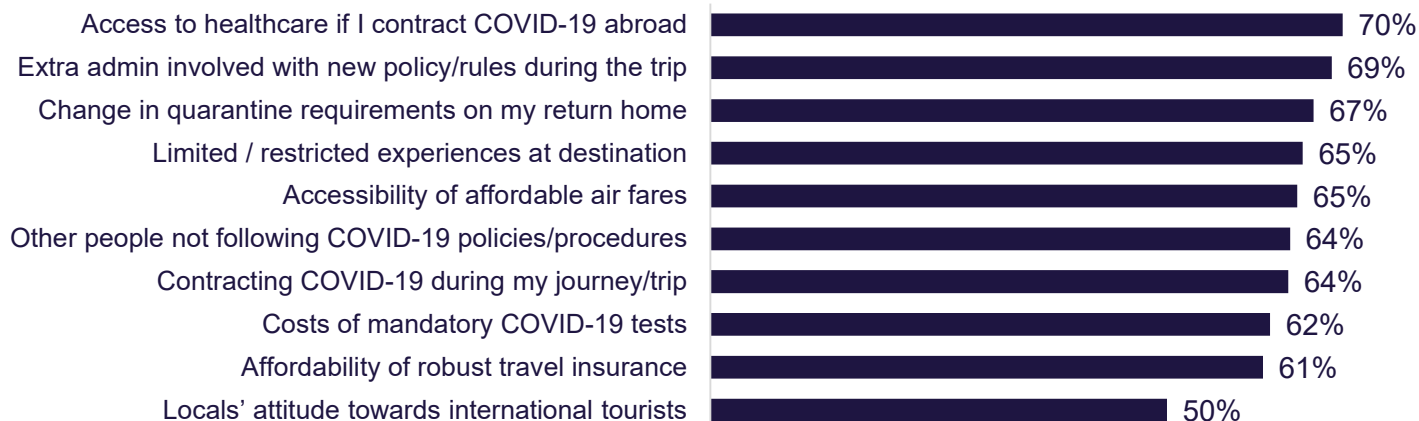 Access to healthcare if I contract COVID-19 abroad 70%
Extra admin involved with new policy/rules during the trip 69%
Change in quarantine requirements on my return home 67%
Limited / restricted experiences at destination 65%
Accessibility of affordable air fares 65%
Other people not following COVID-19 policies/procedures 64%
Contracting COVID-19 during my journey/trip 64%
Costs of mandatory COVID-19 tests 62%
Affordability of robust travel insurance 61%
Locals’ attitude towards international tourists 50%